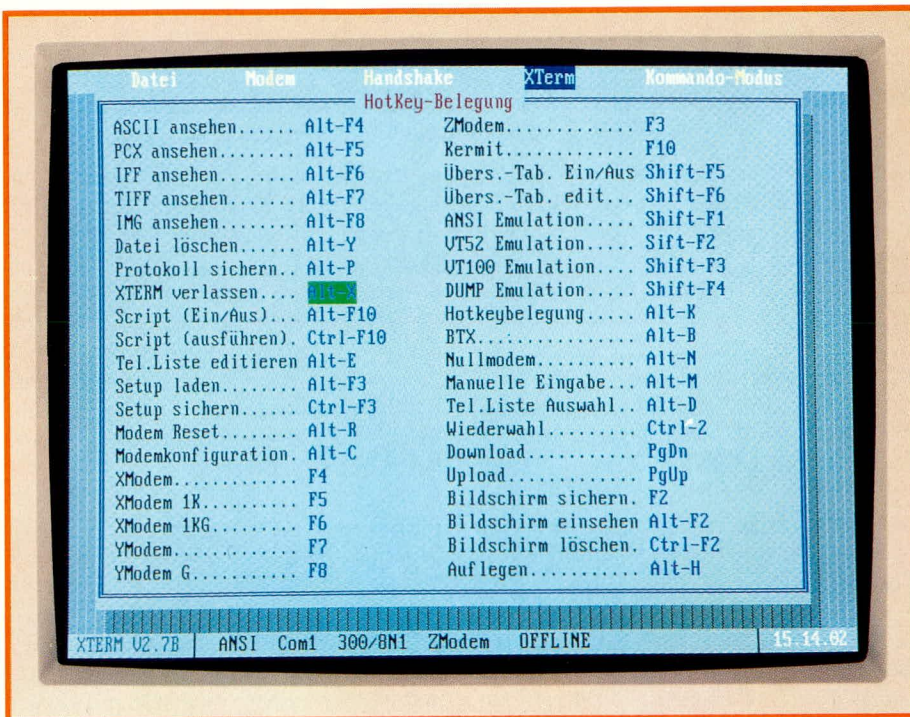 Datei Modem Handshake XTerm Kommando-Modus
HotKey-Belegung
ASCII ansehen...... Alt-F4
PCX ansehen........ Alt-F5
IFF ansehen........ Alt-F6
TIFF ansehen....... Alt-F7
IMG ansehen........ Alt-F8
Datei löschen...... Alt-Y
Protokoll sichern.. Alt-P
XTERM verlassen.... Alt-X
Script (Ein/Aus)... Alt-F10
Script (ausführen). Ctrl-F10
Tel.Liste editieren Alt-E
Setup laden........ Alt-F3
Setup sichern...... Ctrl-F3
Modem Reset........ Alt-R
Modemkonfiguration. Alt-C
XModem............. F4
XModem 1K.......... F5
XModem 1KG......... F6
YModem............. F7
YModem G........... F8
ZModem............. F3
Kermit............. F10
Übers.-Tab. Ein/Aus Shift-F5
Übers.-Tab. edit... Shift-F6
ANSI Emulation..... Shift-F1
VT52 Emulation..... Sift-F2
VT100 Emulation.... Shift-F3
DUMP Emulation..... Shift-F4
Hotkeybelegung..... Alt-K
BTX................ Alt-B
Nullmodem.......... Alt-N
Manuelle Eingabe... Alt-M
Tel.Liste Auswahl.. Alt-D
Wiederwahl......... Ctrl-2
Download........... PgDn
Upload............. PgUp
Bildschirm sichern. F2
Bildschirm einsehen Alt-F2
Bildschirm löschen. Ctrl-F2
Auflegen........... Alt-H
XTERM V2.7B ANSI Com1 300/8N1 ZModem OFFLINE 15.14.02